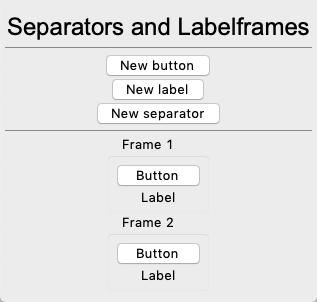 Separators and Labelframes
New button
New label
New separator
Frame 1
Button
Label
Frame 2
Button
Label